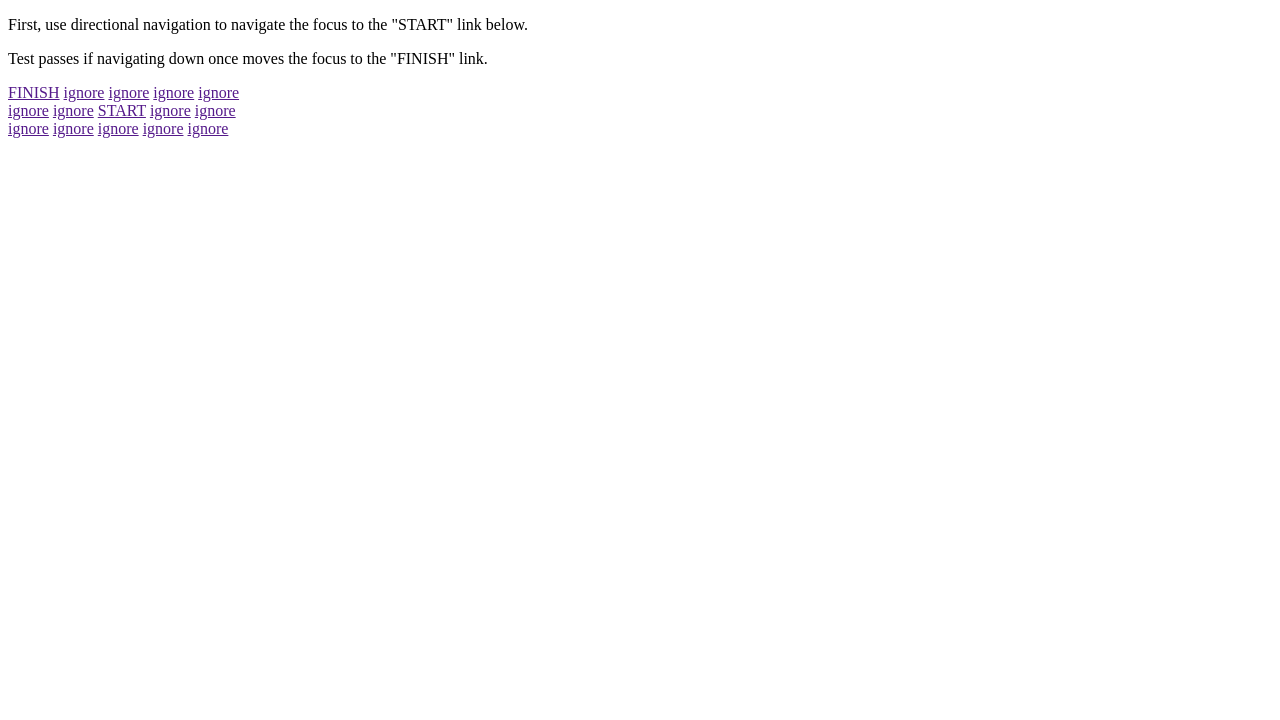 First, use directional navigation to navigate the focus to the "START" link below.
Test passes if navigating down once moves the focus to the "FINISH" link.
FINISH ignore ignore ignore ignore
ignore ignore START ignore ignore
ignore ignore ignore ignore ignore